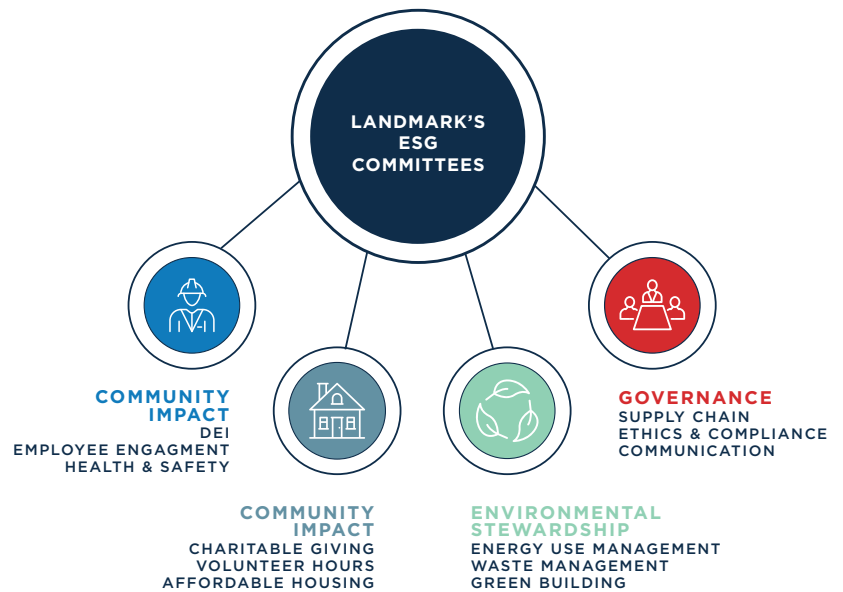 LANDMARK'S
ESG
COMMITTEES
COMMUNITY
IMPACT
DEI
EMPLOYEE ENGAGMENT
HEALTH & SAFETY
COMMUNITY
IMPACT
CHARITABLE GIVING
VOLUNTEER HOURS
AFFORDABLE HOUSING
ENVIRONMENTAL
STEWARDSHIP
ENERGY USE MANAGEMENT
WASTE MANAGEMENT
GREEN BUILDING
GOVERNANCE
SUPPLY CHAIN
ETHICS & COMPLIANCE
COMMUNICATION